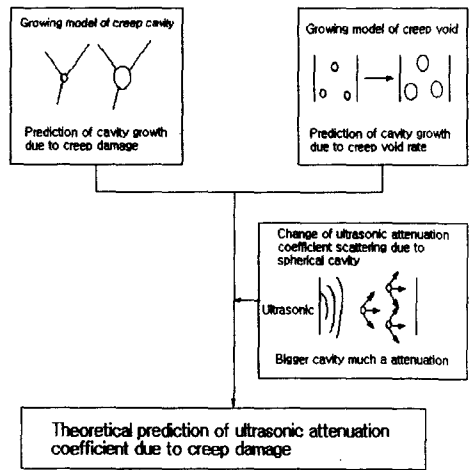 Growing model of creep cavity
Prediction of cavity growth
due to creep damage
Growing model of creep void
Prediction of cavity growth
due to creep void rate
Change of ultrasonic attenuation
coefficient scattering due to
spherical cavity
Ultrasonic
Bigger cavity much a attenuation
Theoretical prediction of ultrasonic attenuation
coefficient due to creep damage